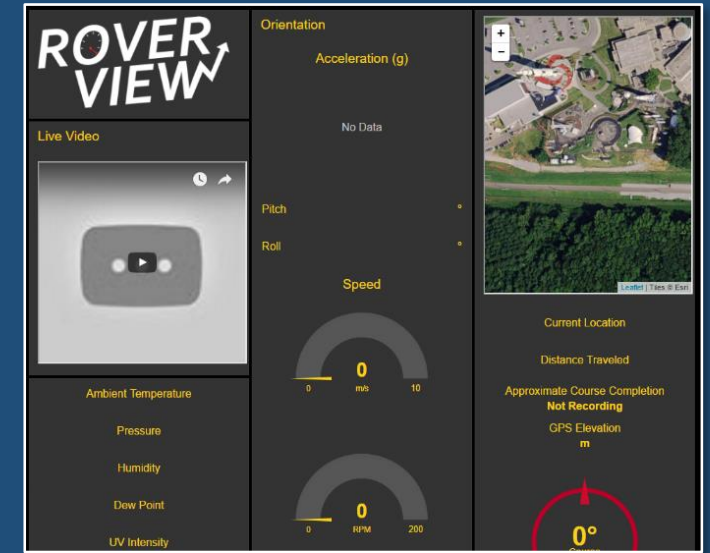 ROVER
VIEW
Live Video
Ambient Temperature
Pressure
Humidity
Dew Point
UV Intensity
Orientation
Acceleration (g)
No Data
Pitch °
Roll °
Speed
0
0 m/s 10
0
0 RPM 200
+
−
Leaflet | Tiles © Esri
Current Location
Distance Traveled
Approximate Course Completion
Not Recording
GPS Elevation
m
0°
Course